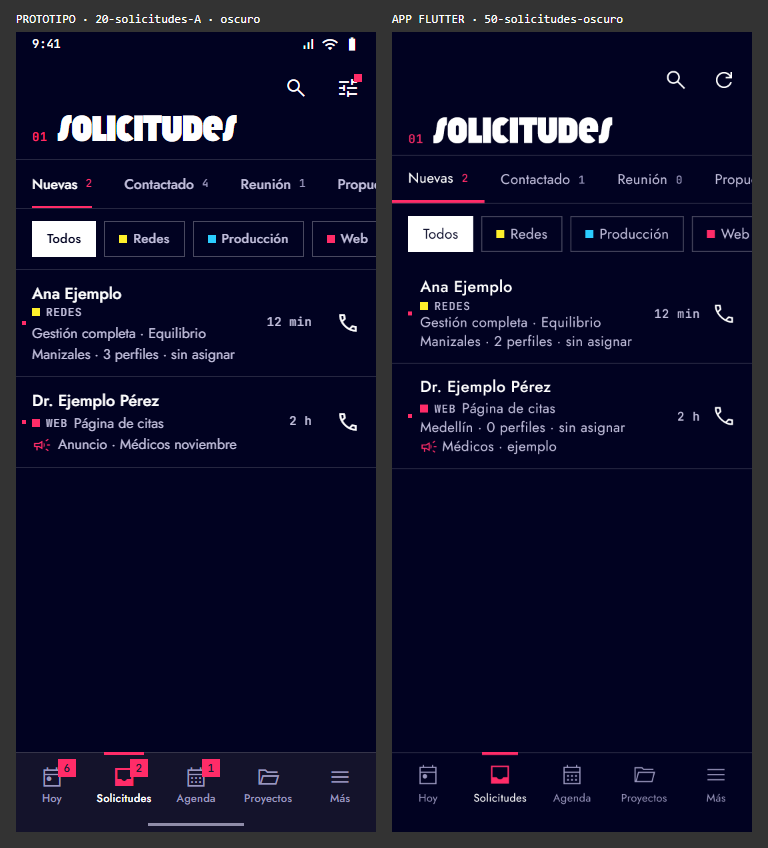 PROTOTIPO · 20-solicitudes-A · oscuro
9:41
01 SOLICITUDES
Nuevas 2 Contactado 4 Reunión 1 Propu
Todos Redes Producción Web
Ana Ejemplo
REDES
12 min
Gestión completa · Equilibrio
Manizales · 3 perfiles · sin asignar
Dr. Ejemplo Pérez
WEB Página de citas
2 h
Anuncio · Médicos noviembre
6 2 1
Hoy Solicitudes Agenda Proyectos Más
APP FLUTTER · 50-solicitudes-oscuro
01 SOLICITUDES
Nuevas 2 Contactado 1 Reunión 0 Propu
Todos Redes Producción Web
Ana Ejemplo
REDES
12 min
Gestión completa · Equilibrio
Manizales · 2 perfiles · sin asignar
Dr. Ejemplo Pérez
WEB Página de citas
2 h
Medellín · 0 perfiles · sin asignar
Médicos · ejemplo
Hoy Solicitudes Agenda Proyectos Más